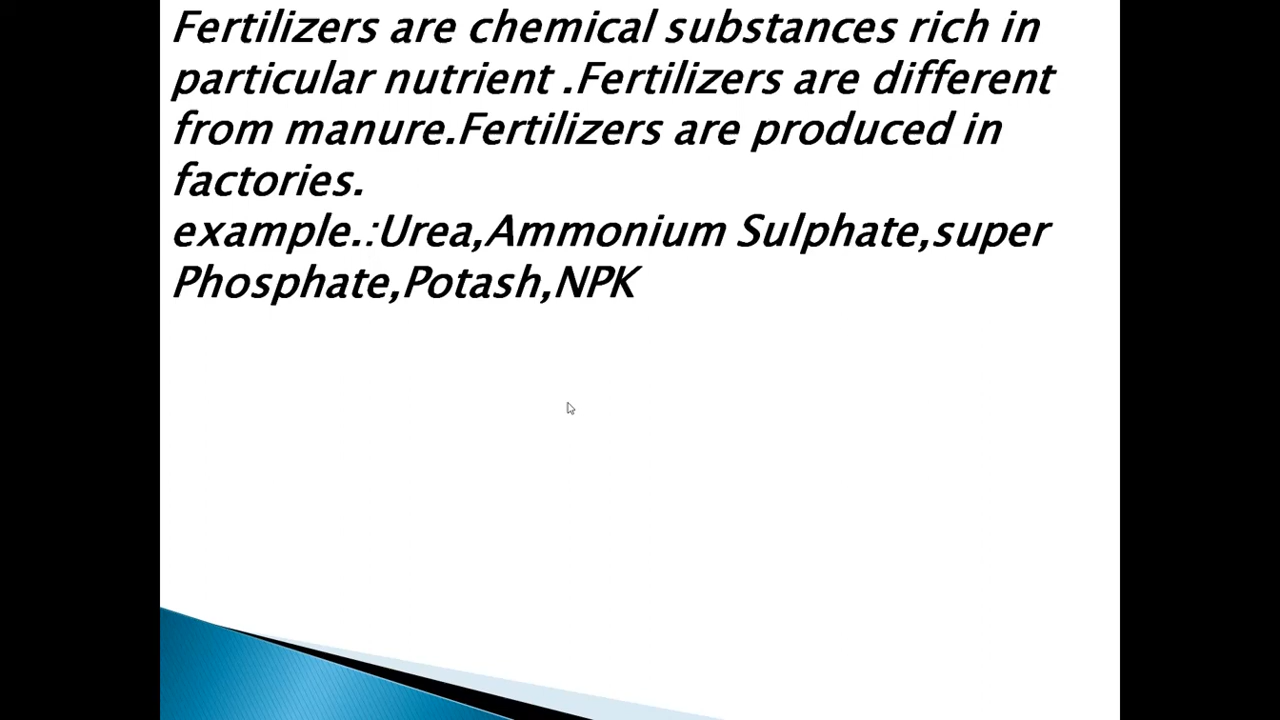 Fertilizers are chemical substances rich in
particular nutrient .Fertilizers are different
from manure.Fertilizers are produced in
factories.
example.:Urea,Ammonium Sulphate,super
Phosphate,Potash,NPK